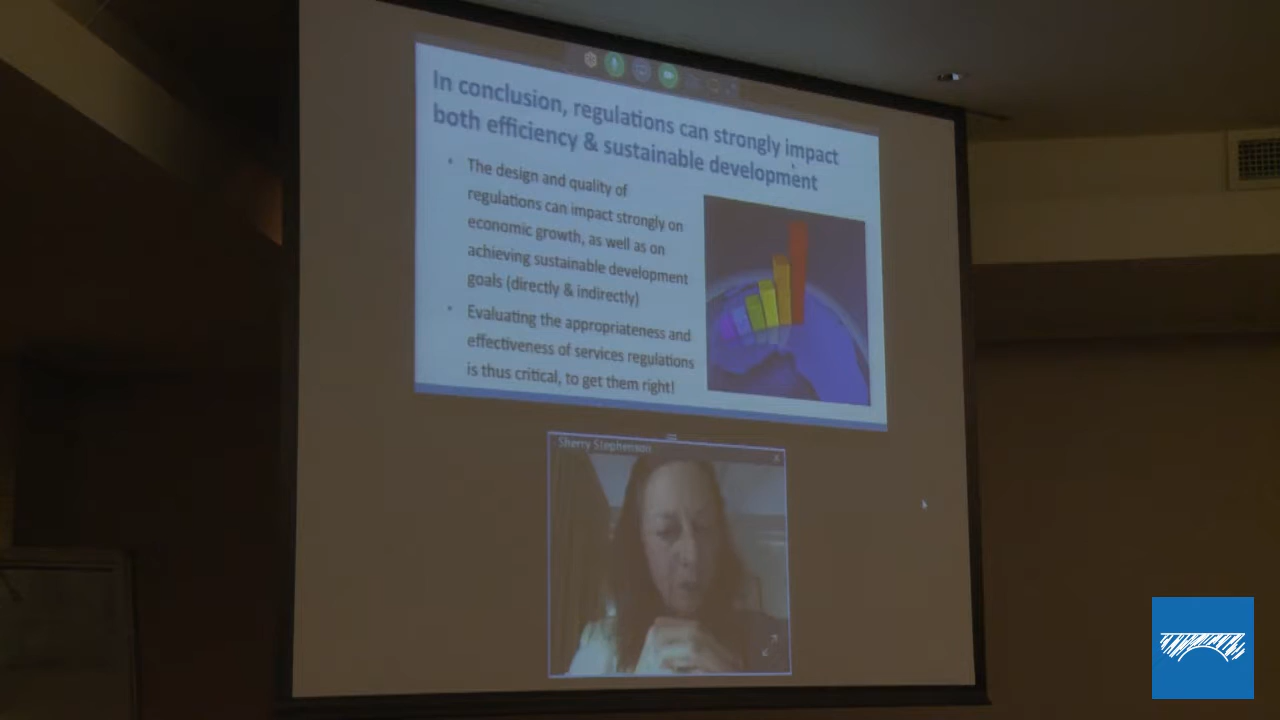 In conclusion, regulations can strongly impact
both efficiency & sustainable development
• The design and quality of
regulations can impact strongly on
economic growth, as well as on
achieving sustainable development
goals (directly & indirectly)
• Evaluating the appropriateness and
effectiveness of services regulations
is thus critical, to get them right!
Sherry Stephenson